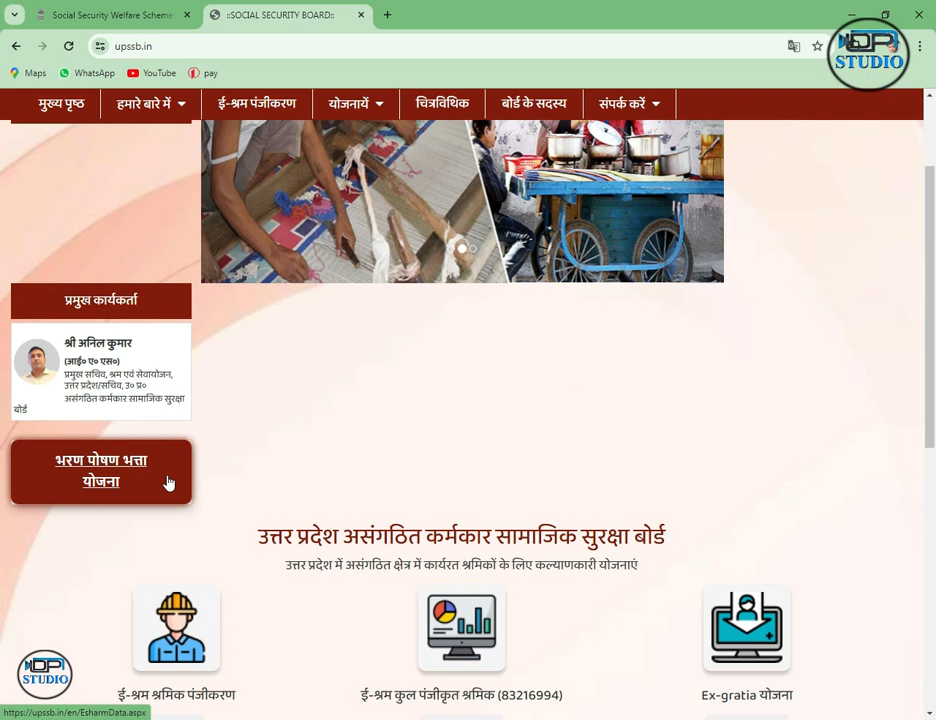 Social Security Welfare Scheme
::SOCIAL SECURITY BOARD::
upssb.in
Maps
WhatsApp
YouTube
pay
DP
STUDIO
मुख्य पृष्ठ
हमारे बारे में
ई-श्रम पंजीकरण
योजनायें
चित्रविथिक
बोर्ड के सदस्य
संपर्क करें
प्रमुख कार्यकर्ता
श्री अनिल कुमार
(आई० ए० एस०)
प्रमुख सचिव, श्रम एवं सेवायोजन,
उत्तर प्रदेश/सचिव, उ० प्र०
असंगठित कर्मकार सामाजिक सुरक्षा
बोर्ड
भरण पोषण भत्ता
योजना
उत्तर प्रदेश असंगठित कर्मकार सामाजिक सुरक्षा बोर्ड
उत्तर प्रदेश में असंगठित क्षेत्र में कार्यरत श्रमिकों के लिए कल्याणकारी योजनाएं
ई-श्रम श्रमिक पंजीकरण
ई-श्रम कुल पंजीकृत श्रमिक (83216994)
Ex-gratia योजना
DP
STUDIO
https://upssb.in/en/EsharmData.aspx